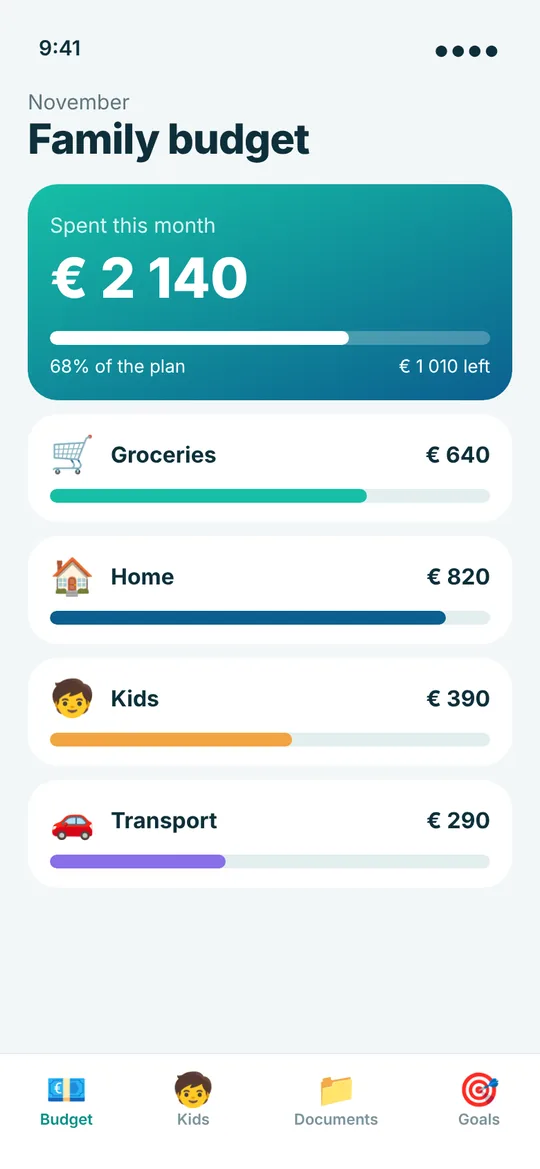 9:41
November
Family budget
Spent this month
€ 2 140
68% of the plan € 1 010 left
Groceries € 640
Home € 820
Kids € 390
Transport € 290
Budget Kids Documents Goals